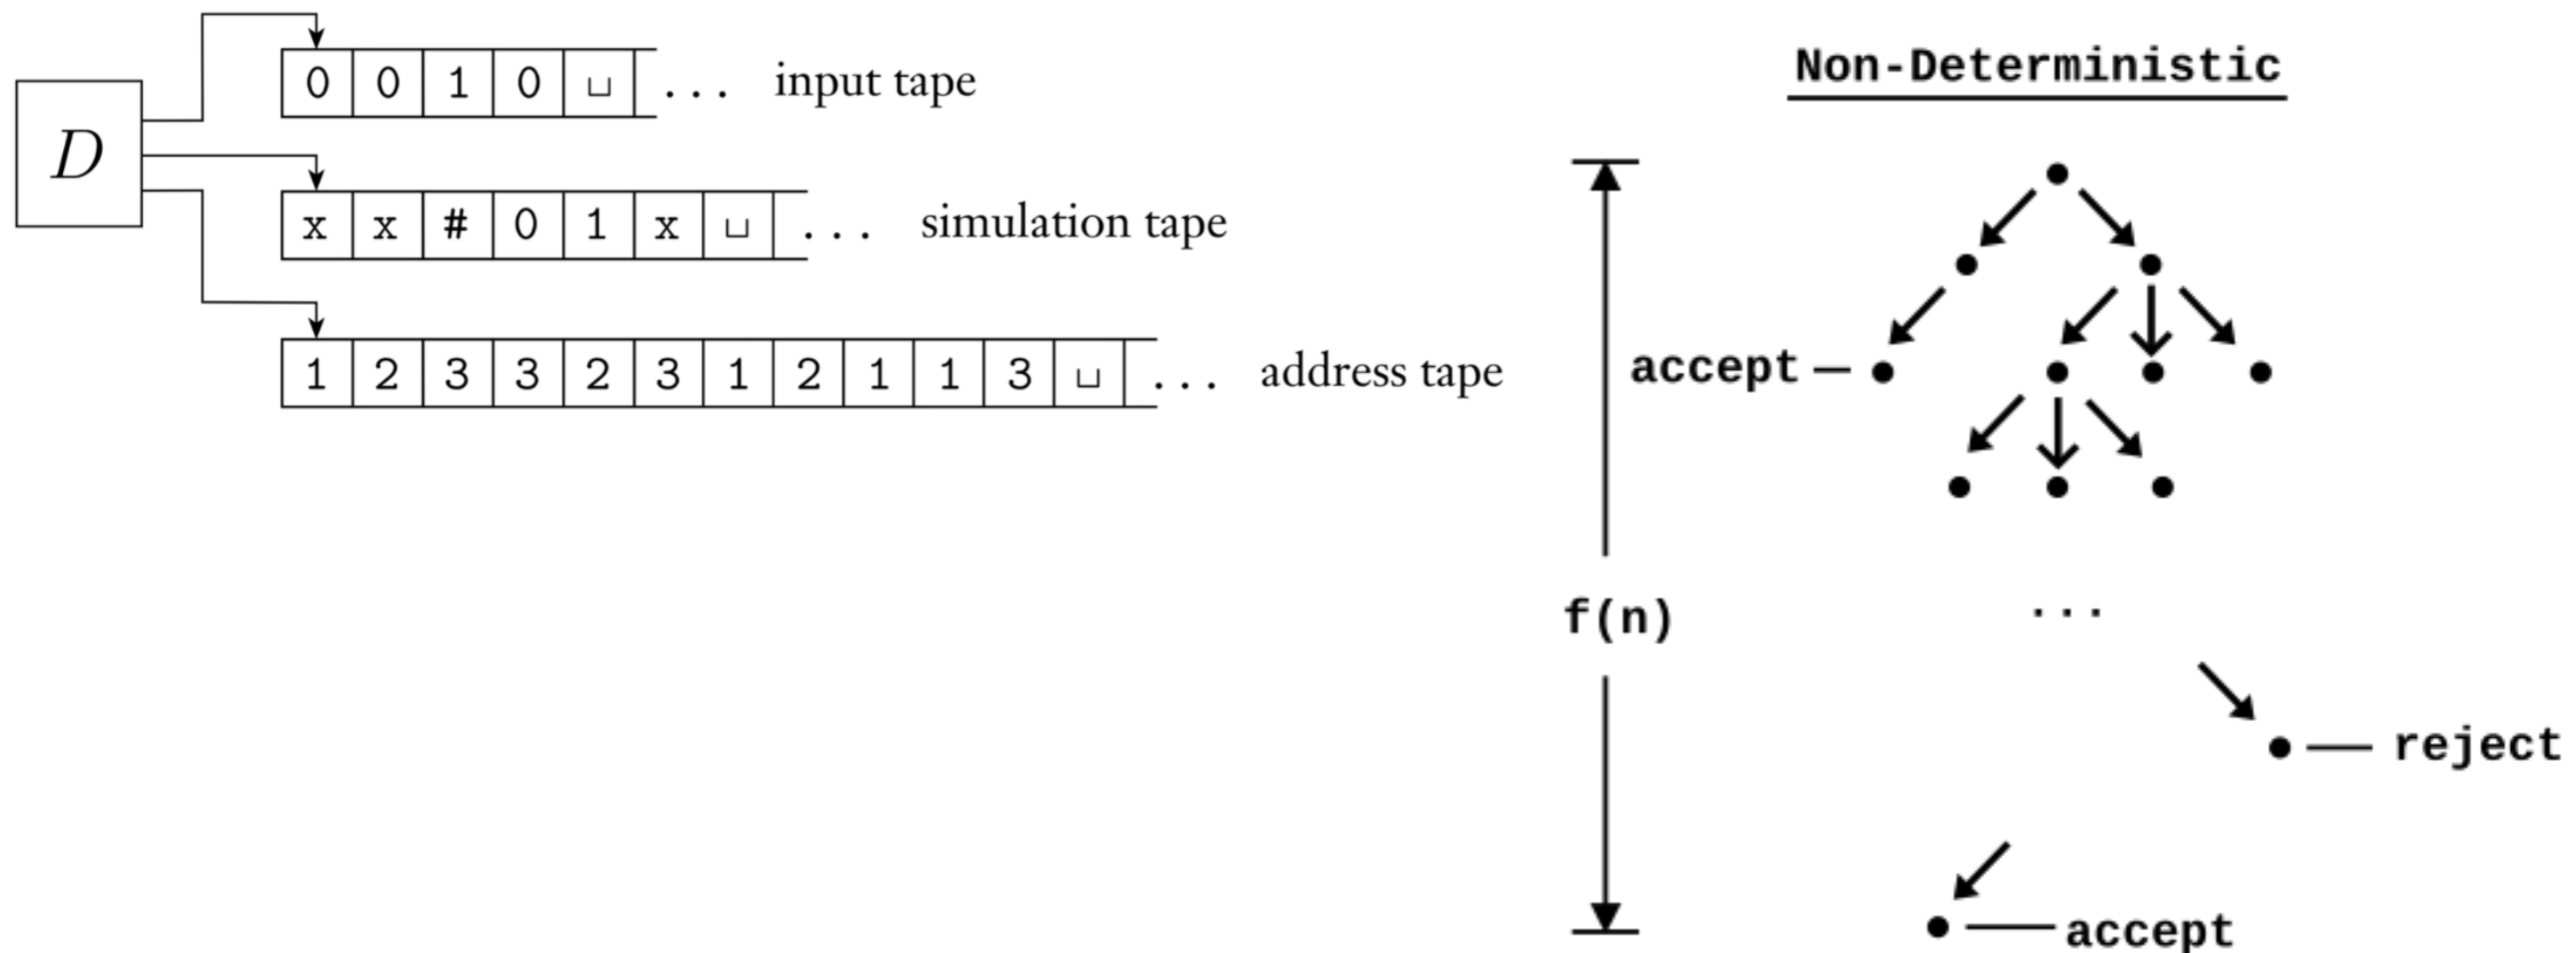 D
0 0 1 0 ␣ ... input tape
x x # 0 1 x ␣ ... simulation tape
1 2 3 3 2 3 1 2 1 1 3 ␣ ... address tape
Non-Deterministic
accept
f(n)
...
reject
accept